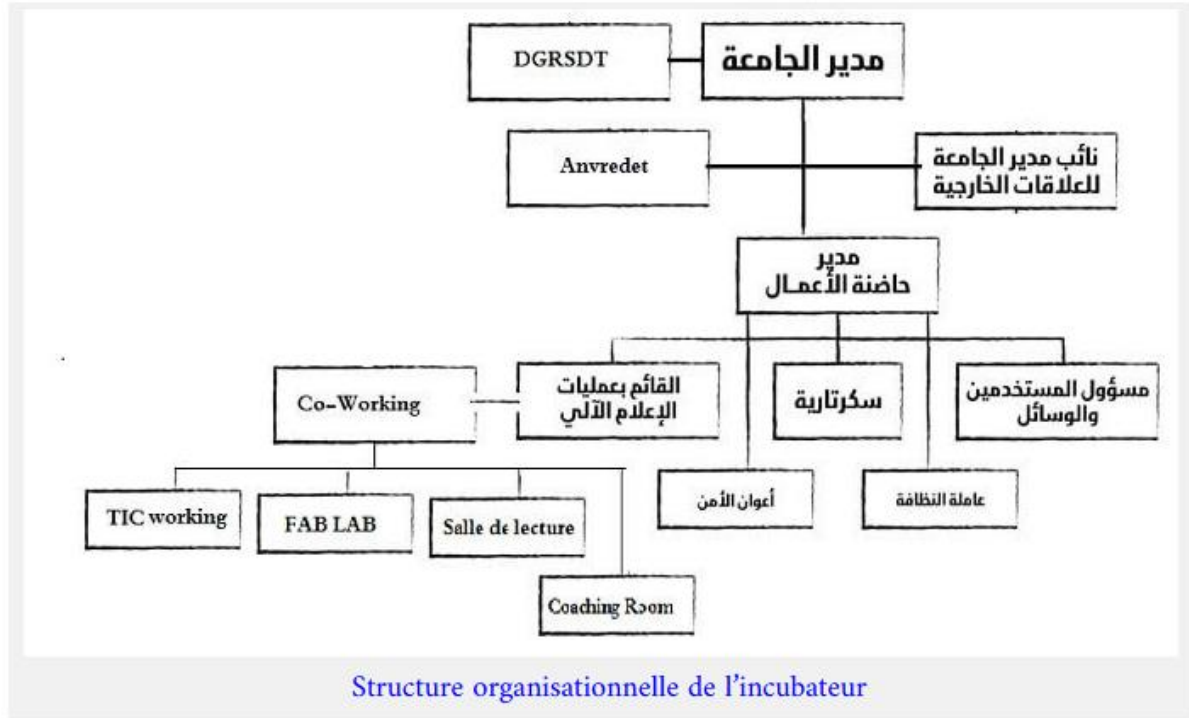 DGRSDT
مدير الجامعة
Anvredet
نائب مدير الجامعة
للعلاقات الخارجية
مدير
حاضنة الأعمـال
Co-Working
القائم بعمليات
الإعلام الآلي
سكرتارية
مسؤول المستخدمين
والوسائل
TIC working
FAB LAB
Salle de lecture
أعوان الأمن
عاملة النظافة
Coaching Room
Structure organisationnelle de l'incubateur